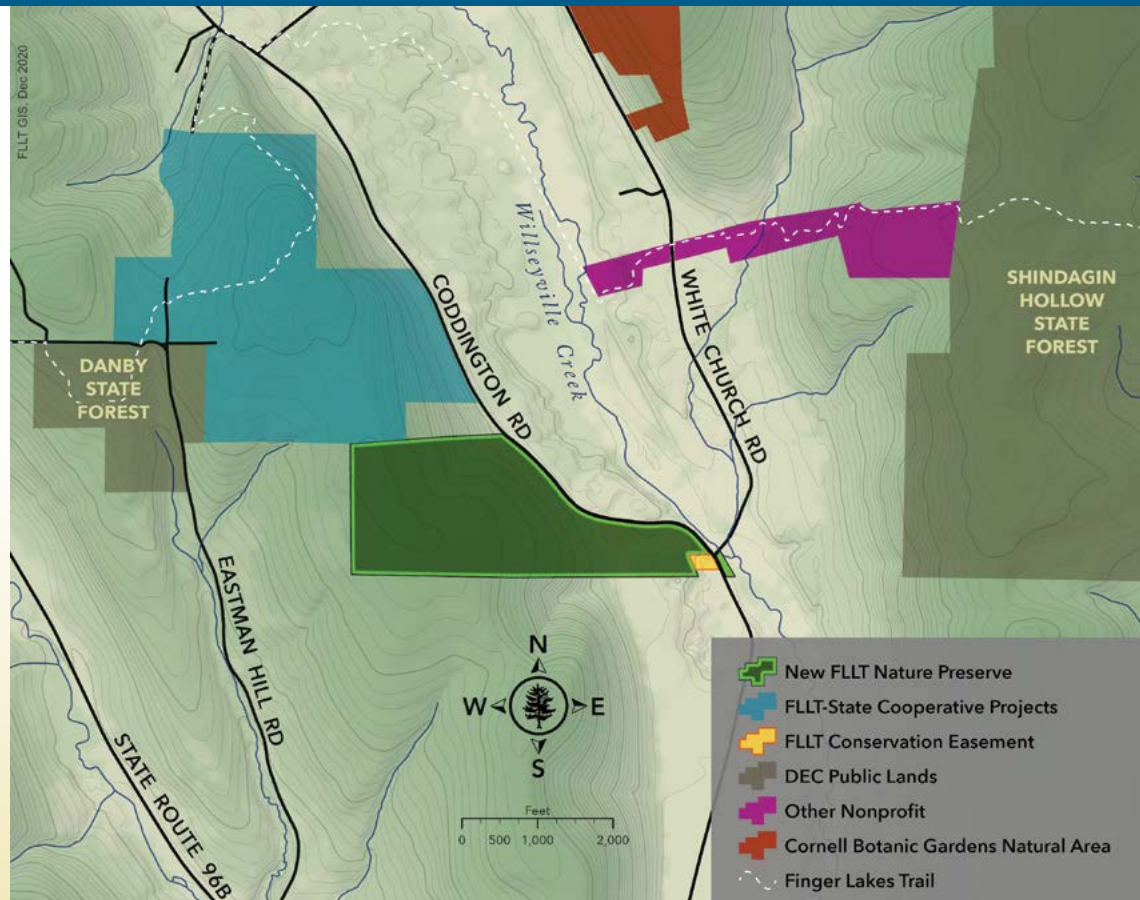 FLLT GIS, Dec 2020
Willseyville Creek
CODDINGTON RD
WHITE CHURCH RD
SHINDAGIN
HOLLOW
STATE
FOREST
DANBY
STATE
FOREST
EASTMAN HILL RD
STATE ROUTE 96B
N
W
E
S
Feet
0 500 1,000 2,000
New FLLT Nature Preserve
FLLT-State Cooperative Projects
FLLT Conservation Easement
DEC Public Lands
Other Nonprofit
Cornell Botanic Gardens Natural Area
Finger Lakes Trail